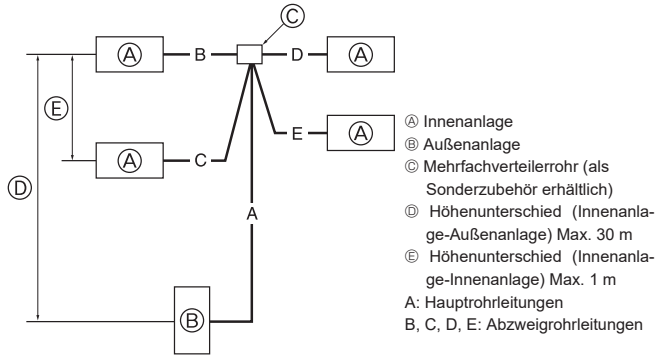 Ⓒ
Ⓐ B D Ⓐ
Ⓔ
Ⓐ C E Ⓐ
Ⓓ
A
Ⓑ
Ⓐ Innenanlage
Ⓑ Außenanlage
Ⓒ Mehrfachverteilerrohr (als
Sonderzubehör erhältlich)
Ⓓ Höhenunterschied (Innenanla-
ge-Außenanlage) Max. 30 m
Ⓔ Höhenunterschied (Innenanla-
ge-Innenanlage) Max. 1 m
A: Hauptrohrleitungen
B, C, D, E: Abzweigrohrleitungen